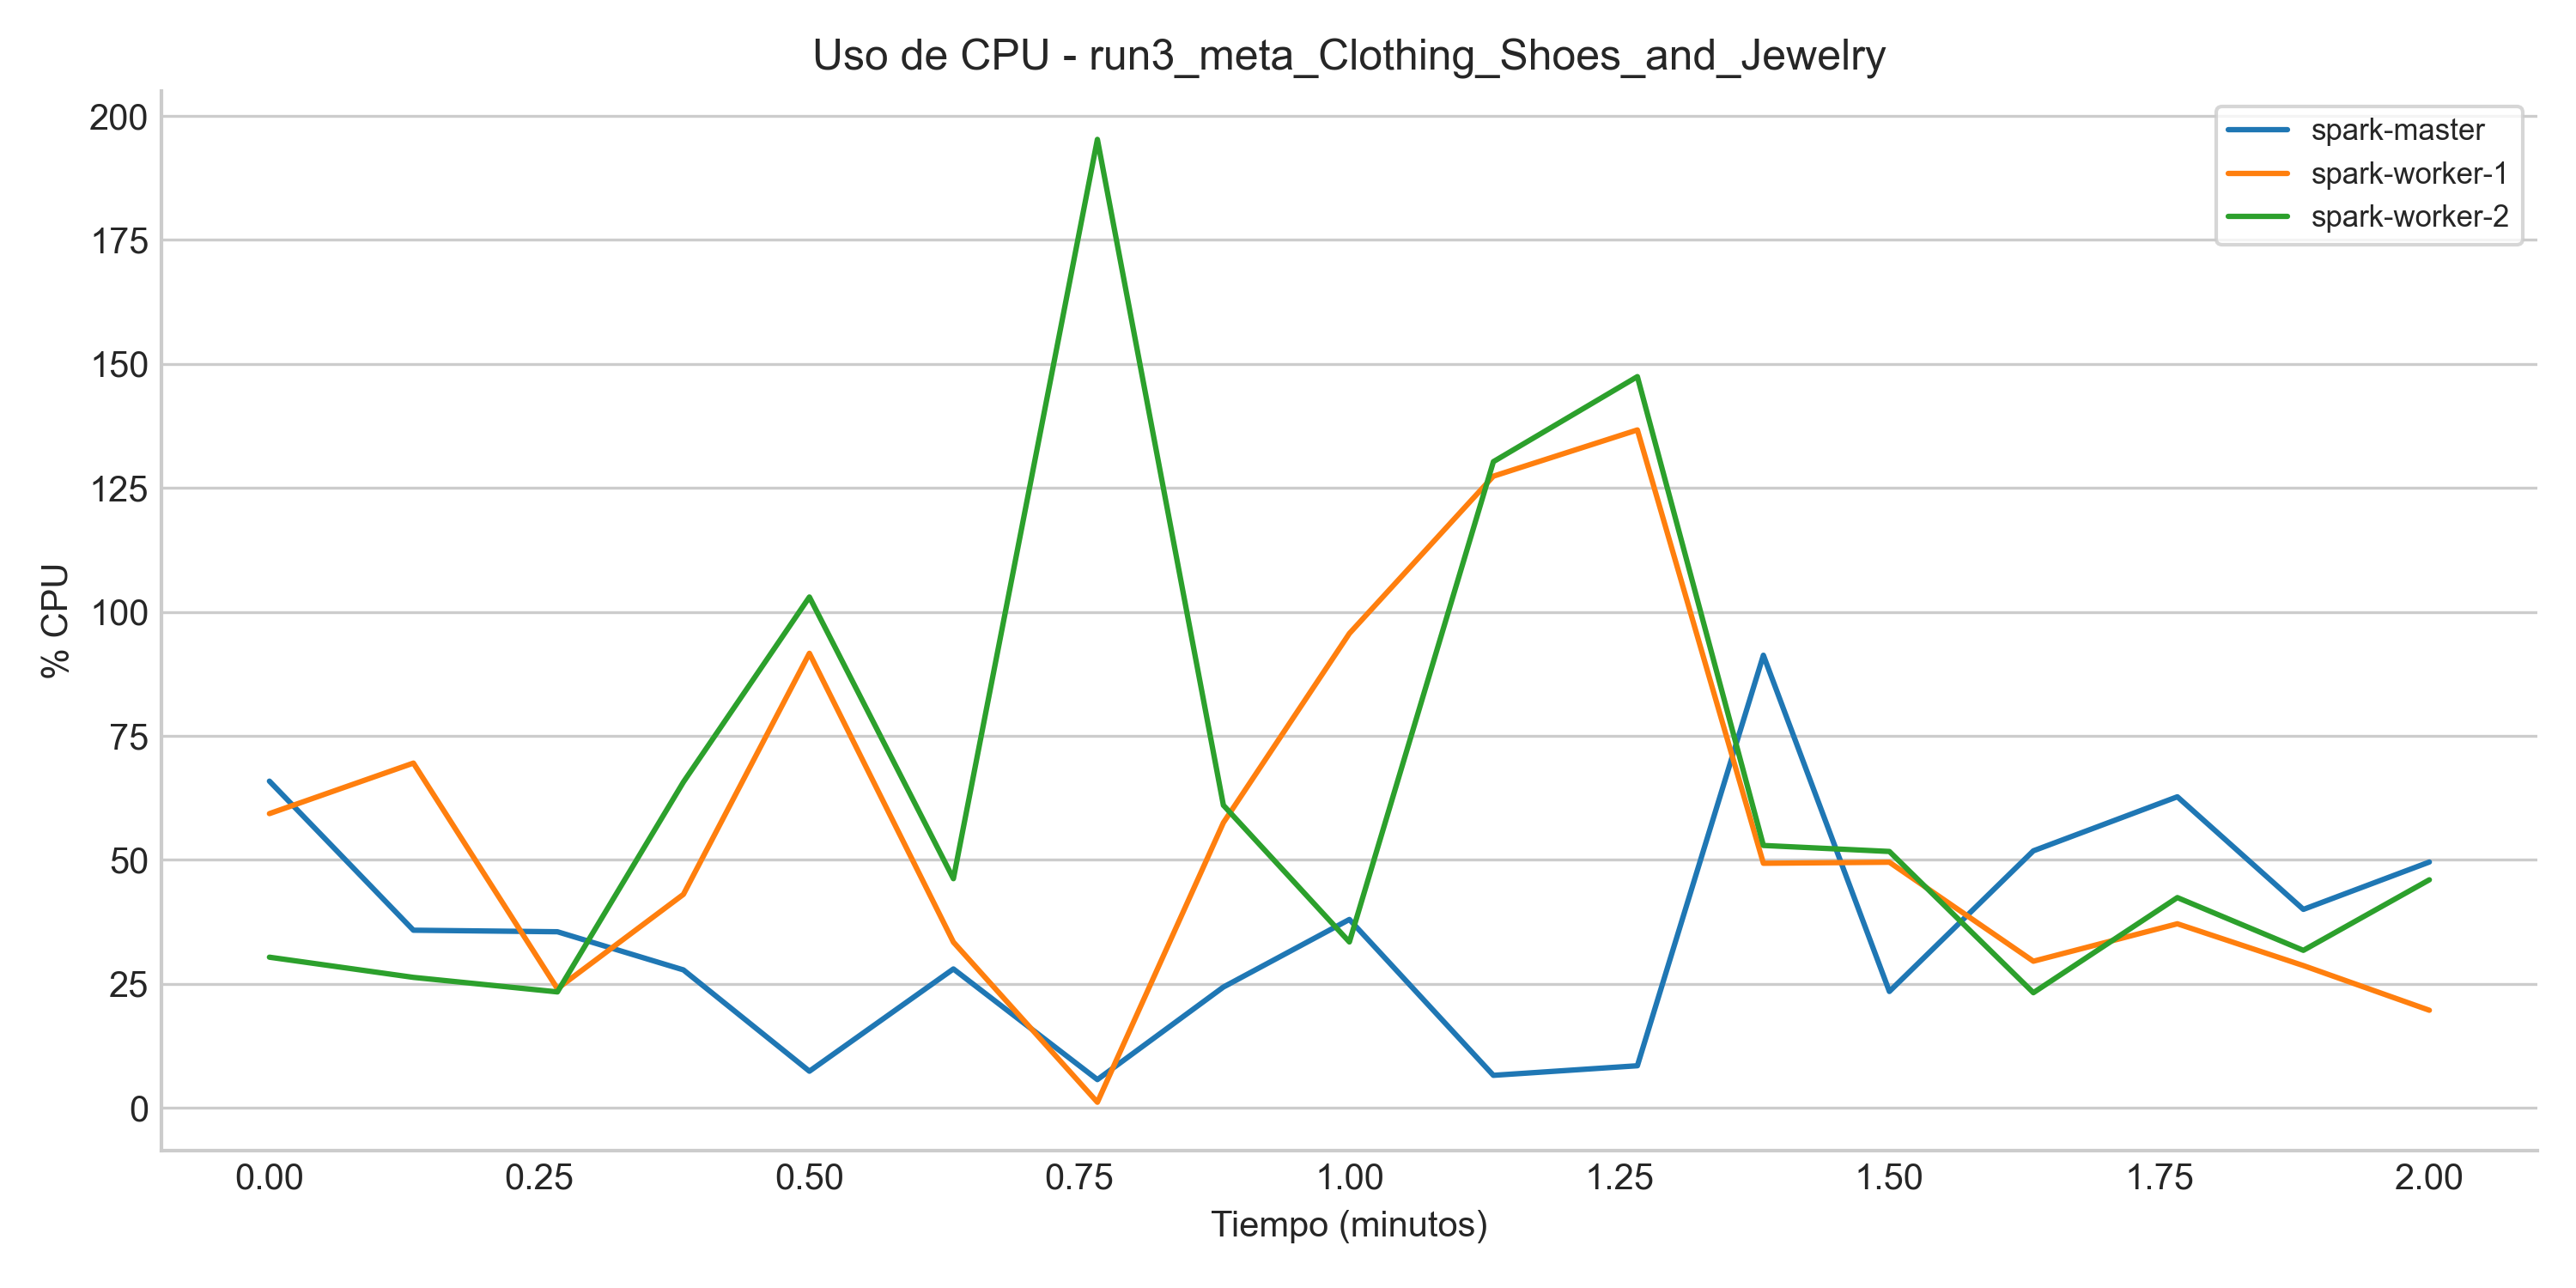 Uso de CPU - run3_meta_Clothing_Shoes_and_Jewelry
spark-master
spark-worker-1
spark-worker-2
% CPU
200
175
150
125
100
75
50
25
0
0.00 0.25 0.50 0.75 1.00 1.25 1.50 1.75 2.00
Tiempo (minutos)